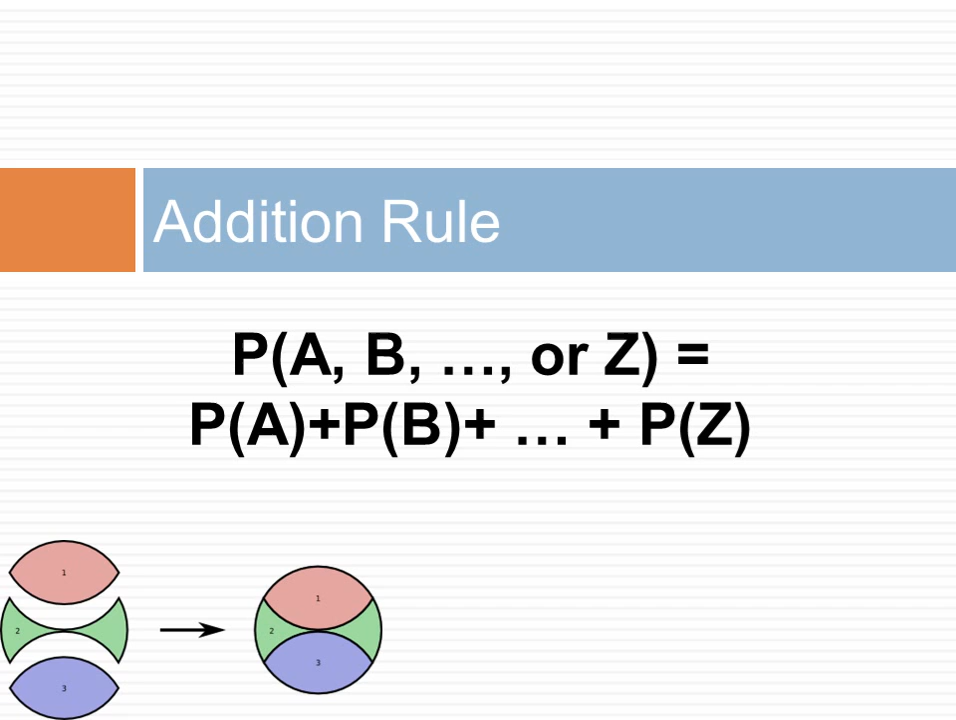 Addition Rule
P(A, B, …, or Z) =
P(A)+P(B)+ … + P(Z)
1
2
3
1
2
3